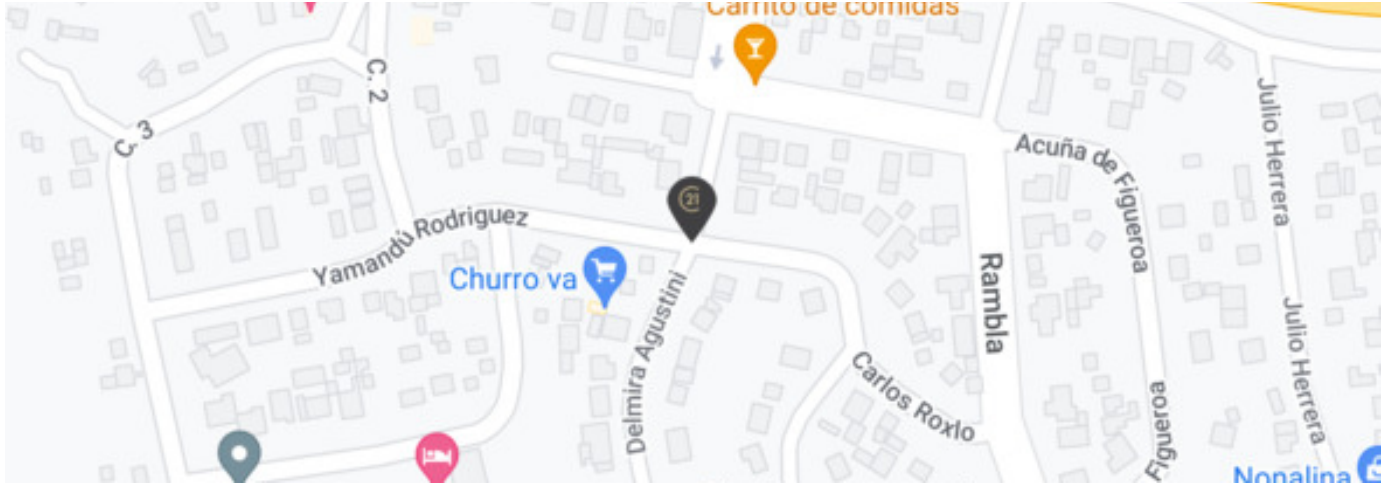 Carrito de comidas
C. 2
C. 3
Acuña de Figueroa
Julio Herrera
21
Yamandú Rodriguez
Churro va
Delmira Agustini
Rambla
Carlos Roxlo
Julio Herrera
Figueroa
Nonalina